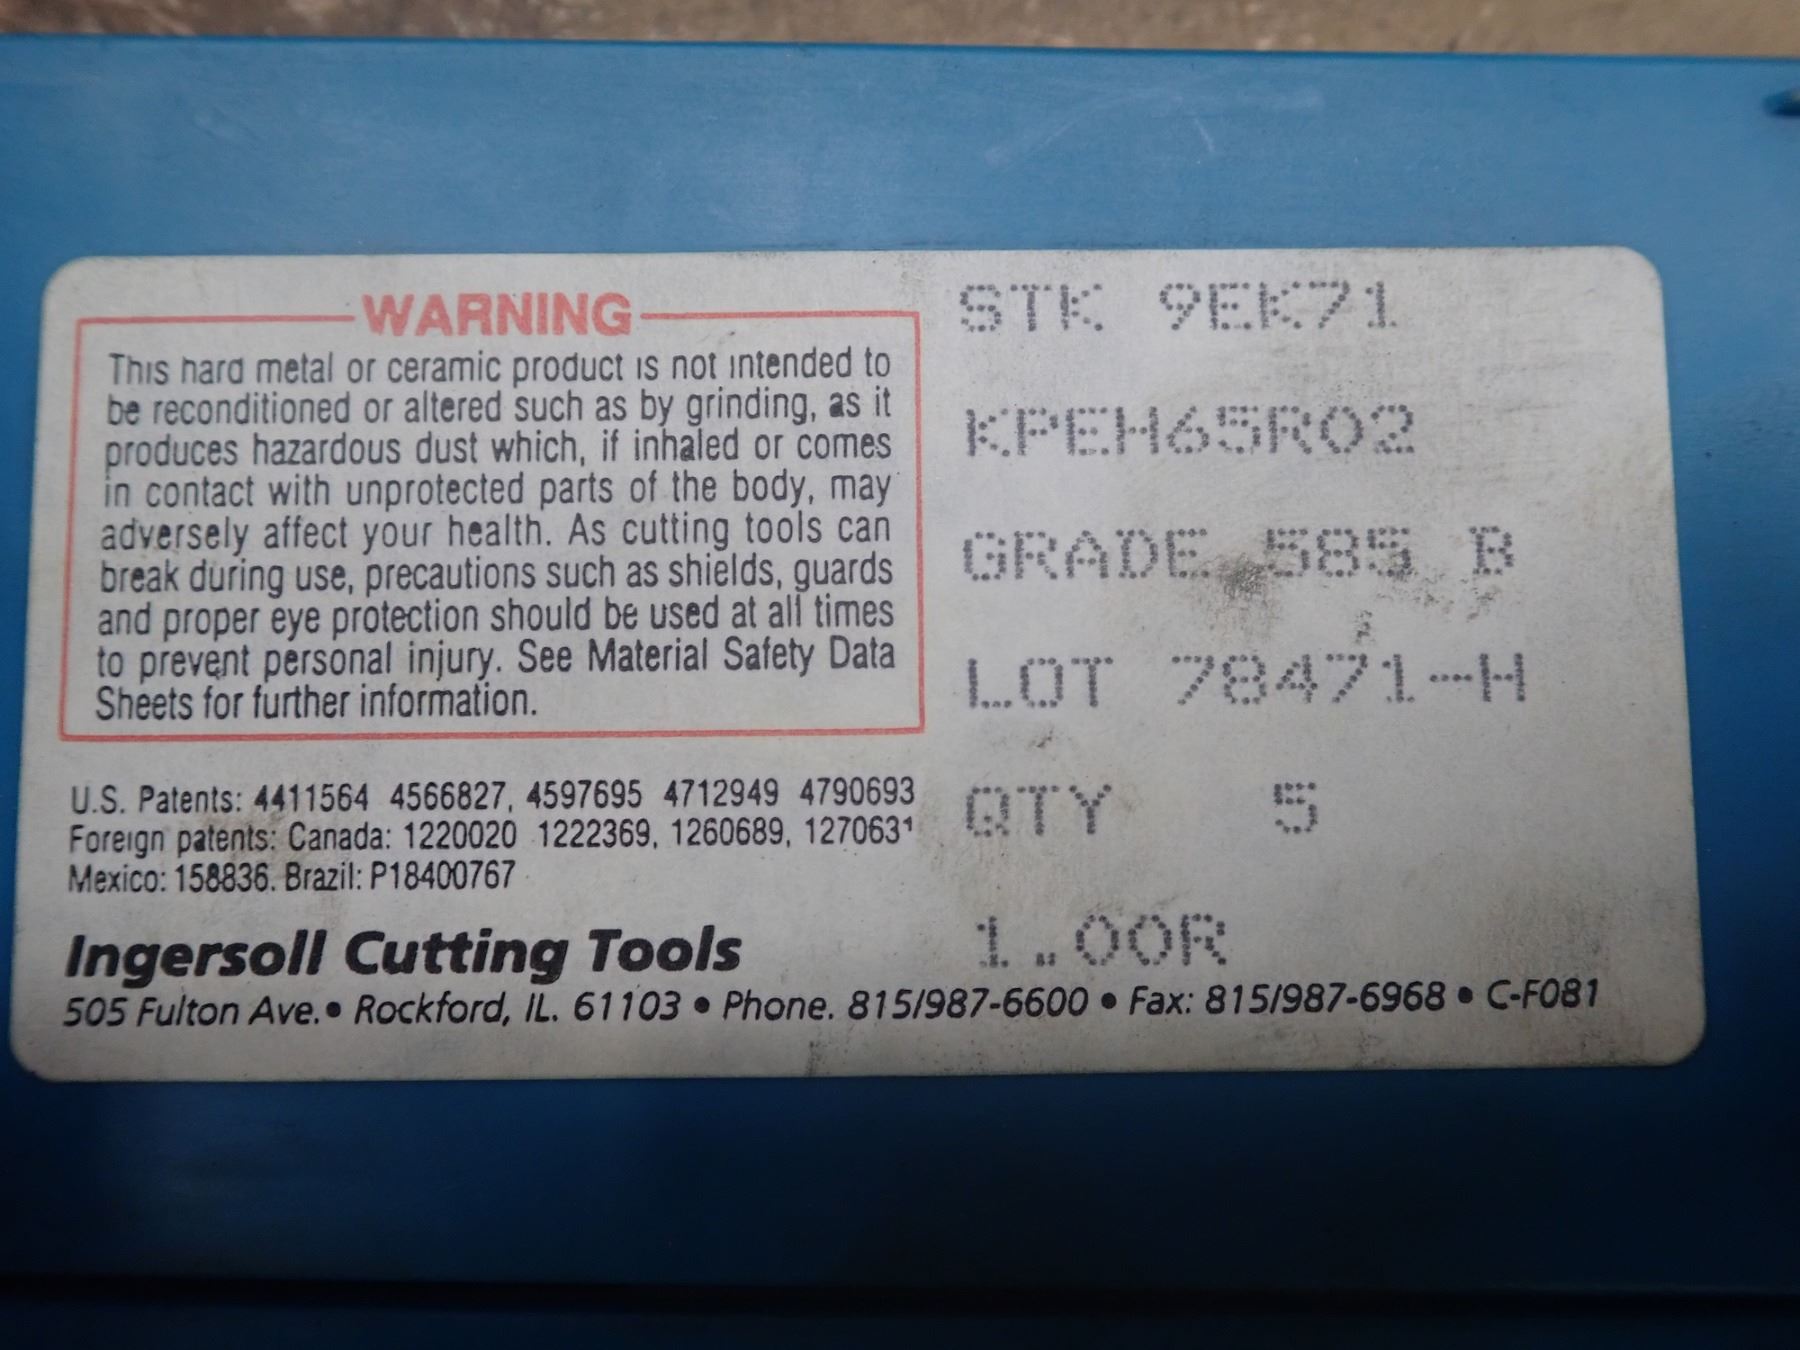 WARNING
This hard metal or ceramic product is not intended to
be reconditioned or altered such as by grinding, as it
produces hazardous dust which, if inhaled or comes
in contact with unprotected parts of the body, may
adversely affect your health. As cutting tools can
break during use, precautions such as shields, guards
and proper eye protection should be used at all times
to prevent personal injury. See Material Safety Data
Sheets for further information.
U.S. Patents: 4411564 4566827, 4597695 4712949 4790693
Foreign patents: Canada: 1220020 1222369, 1260689, 1270631
Mexico: 158836. Brazil: P18400767
Ingersoll Cutting Tools
505 Fulton Ave. • Rockford, IL. 61103 • Phone. 815/987-6600 • Fax: 815/987-6968 • C-F081
STK 9EK71
KPEH65R02
GRADE 585 B
LOT 78471-H
QTY 5
1.00R